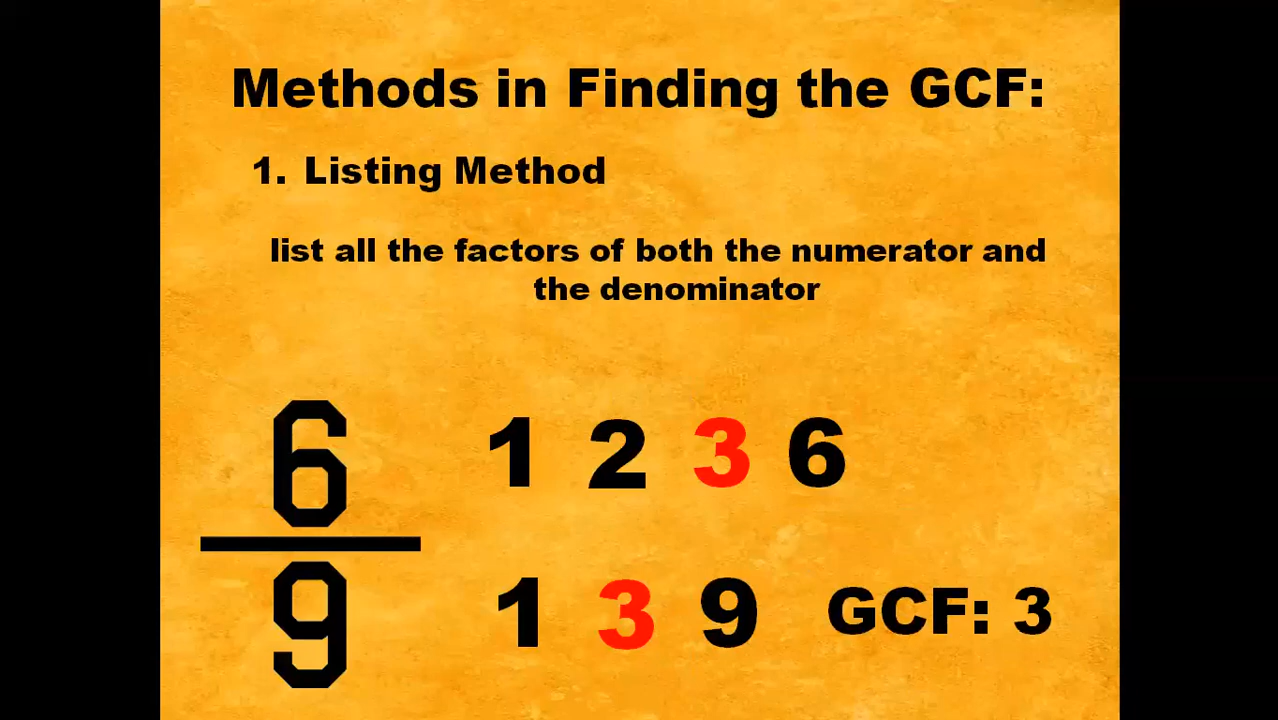 Methods in Finding the GCF:
1. Listing Method
list all the factors of both the numerator and
the denominator
6 1 2 3 6
9 1 3 9 GCF: 3